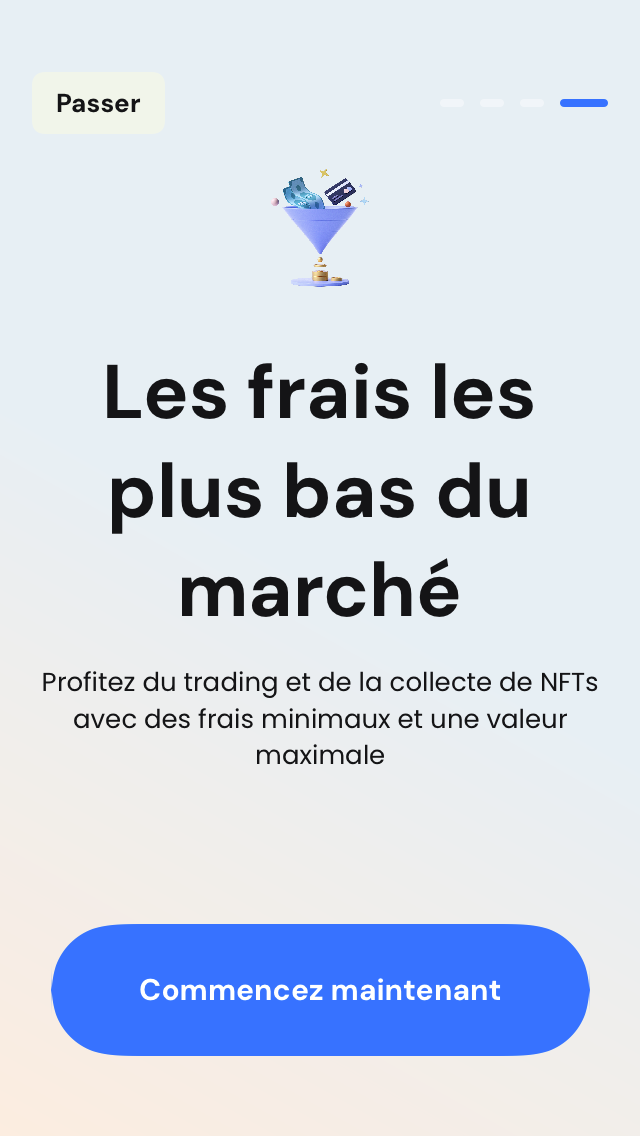 Passer
Les frais les
plus bas du
marché
Profitez du trading et de la collecte de NFTs
avec des frais minimaux et une valeur
maximale
Commencez maintenant